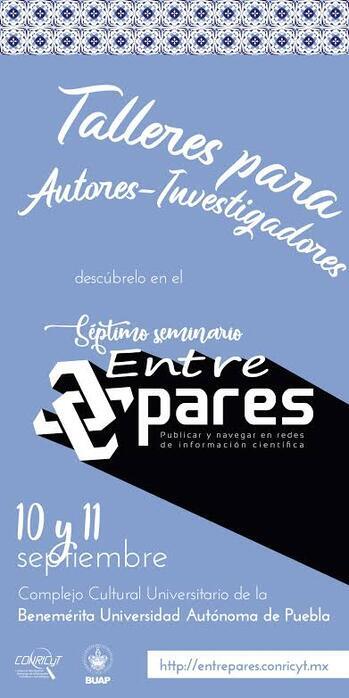 Talleres para
Autores-Investigadores
descúbrelo en el
Séptimo seminario
Entre
pares
Publicar y navegar en redes
de información científica
10 y 11
septiembre
Complejo Cultural Universitario de la
Benemérita Universidad Autónoma de Puebla
CONRICYT
BUAP
http://entrepares.conricyt.mx